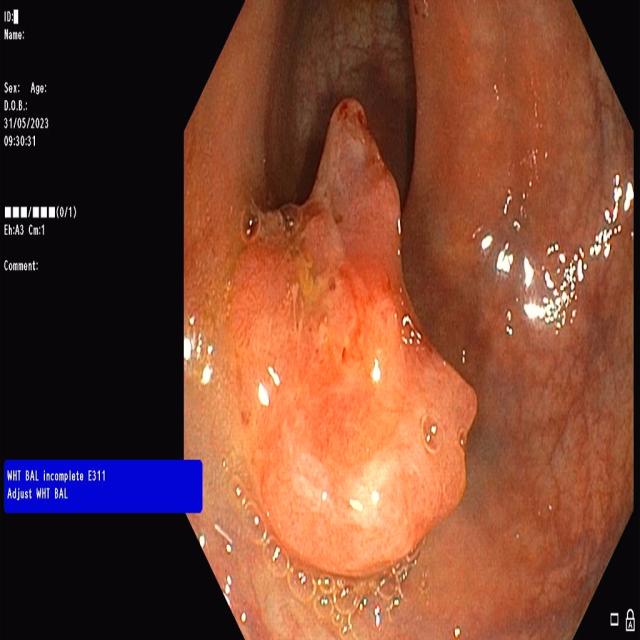 ID:
Name:
Sex: Age:
D.O.B.:
31/05/2023
09:30:31
■■■/■■■(0/1)
Eh:A3 Cm:1
Comment:
WHT BAL incomplete E311
Adjust WHT BAL
A